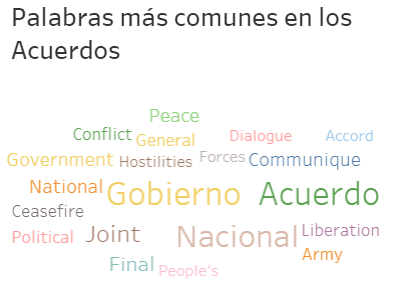 Palabras más comunes en los
Acuerdos
Peace
Conflict General Dialogue Accord
Government Hostilities Forces Communique
National Gobierno Acuerdo
Ceasefire
Political Joint Nacional Liberation
Army
Final People's